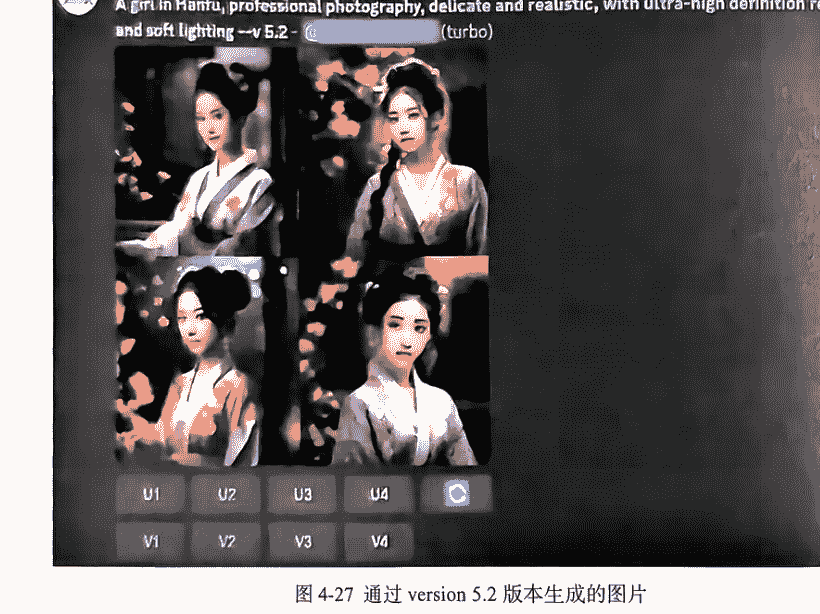 A girl in Hanfu, professional photography, delicate and realistic, with ultra-high definition
and soft lighting --v 5.2 - @ (turbo)
U1 U2 U3 U4
V1 V2 V3 V4
图 4-27 通过 version 5.2 版本生成的图片